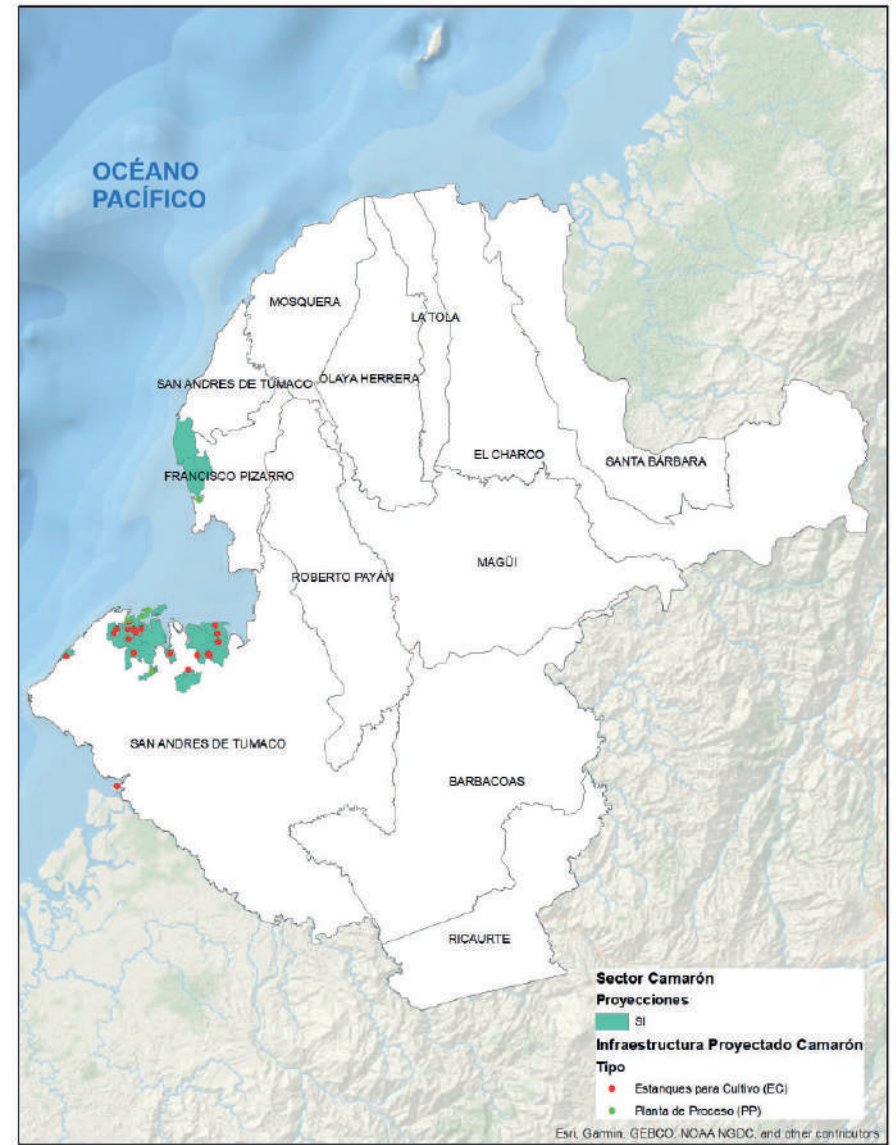 OCÉANO
PACÍFICO
MOSQUERA
LA TOLA
SAN ANDRES DE TUMACO
OLAYA HERRERA
EL CHARCO
SANTA BÁRBARA
FRANCISCO PIZARRO
MAGÜI
ROBERTO PAYÁN
SAN ANDRES DE TUMACO
BARBACOAS
RICAURTE
Sector Camarón
Proyecciones
SI
Infraestructura Proyectado Camarón
Tipo
Estanques para Cultivo (EC)
Planta de Proceso (PP)
Esri, Garmin, GEBCO, NOAA NGDC, and other contributors